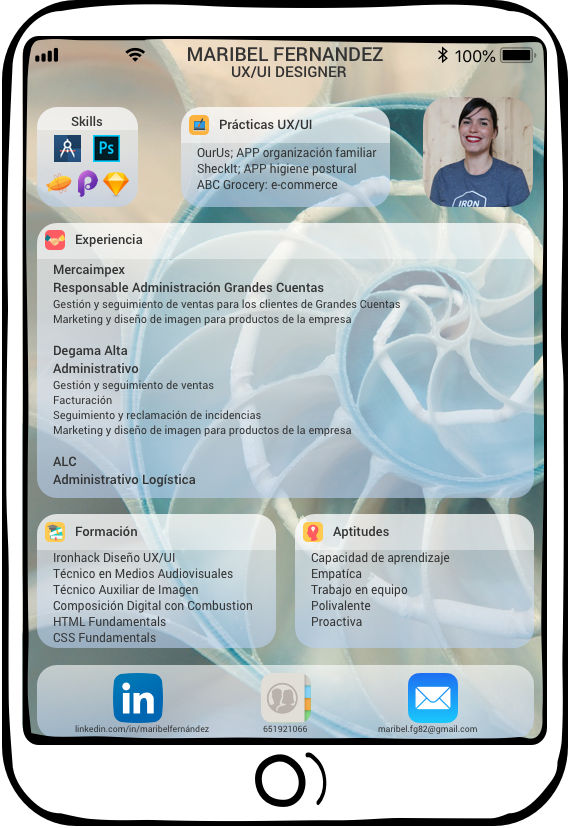 MARIBEL FERNANDEZ
100%
UX/UI DESIGNER
Skills
Ps
Prácticas UX/UI
OurUs; APP organización familiar
SheckIt; APP higiene postural
ABC Grocery: e-commerce
IRON
Experiencia
Mercaimpex
Responsable Administración Grandes Cuentas
Gestión y seguimiento de ventas para los clientes de Grandes Cuentas
Marketing y diseño de imagen para productos de la empresa
Degama Alta
Administrativo
Gestión y seguimiento de ventas
Facturación
Seguimiento y reclamación de incidencias
Marketing y diseño de imagen para productos de la empresa
ALC
Administrativo Logística
Formación
Ironhack Diseño UX/UI
Técnico en Medios Audiovisuales
Técnico Auxiliar de Imagen
Composición Digital con Combustion
HTML Fundamentals
CSS Fundamentals
Aptitudes
Capacidad de aprendizaje
Empatíca
Trabajo en equipo
Polivalente
Proactiva
in
linkedin.com/in/maribelfernández
651921066
maribel.fg82@gmail.com